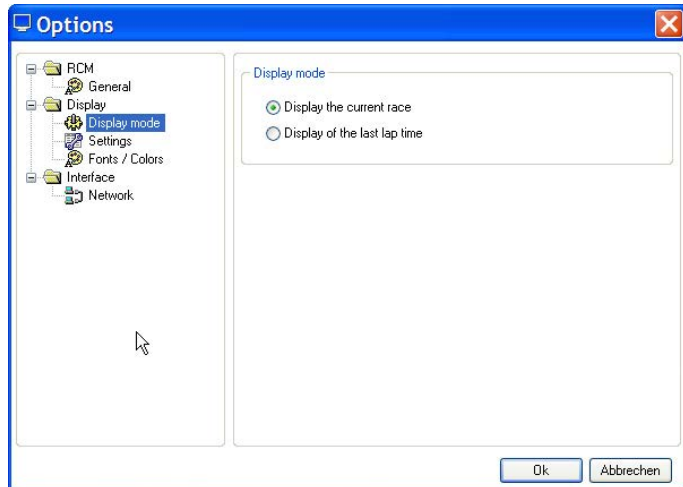 Options
RCM
General
Display
Display mode
Settings
Fonts / Colors
Interface
Network
Display mode
Display the current race
Display of the last lap time
Ok
Abbrechen